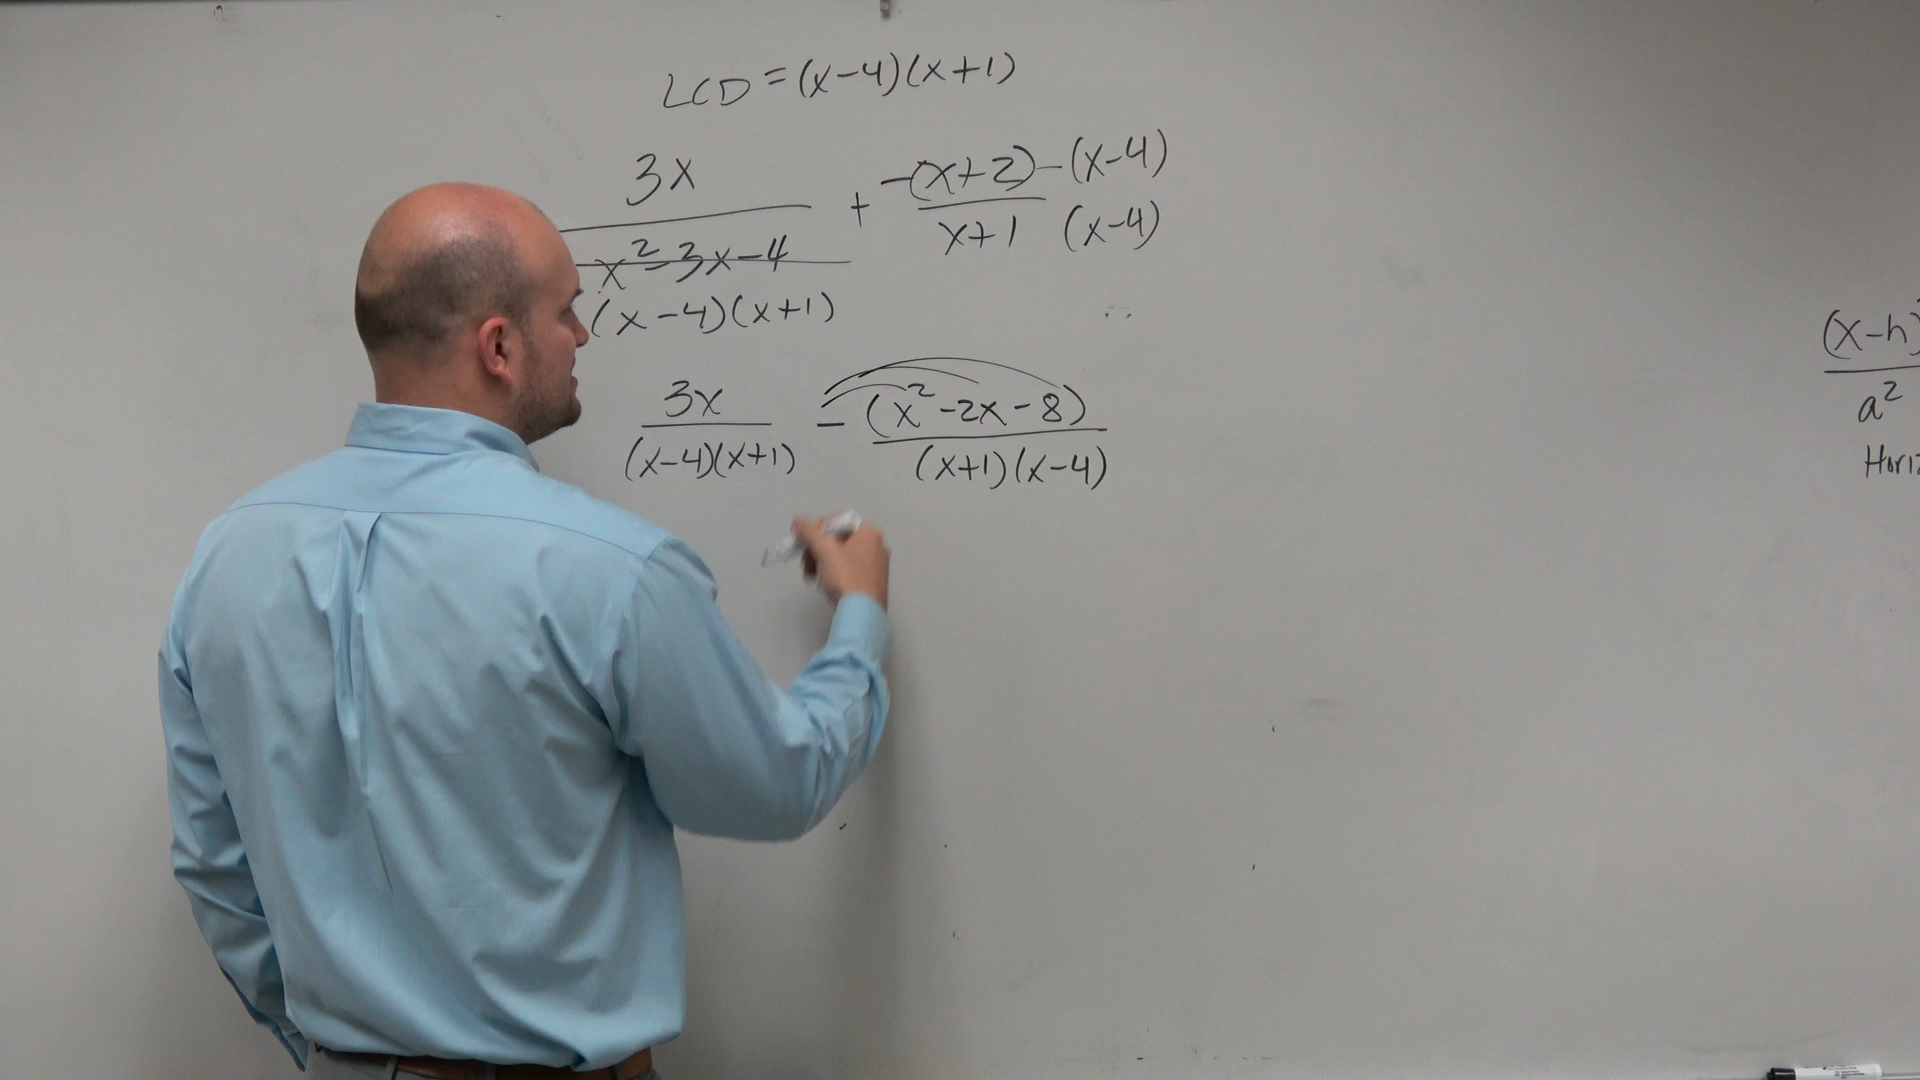 LCD = (x-4)(x+1)
3x
x²-3x-4
(x-4)(x+1)
+
-(x+2)-(x-4)
x+1 (x-4)
3x
(x-4)(x+1)
-
(x²-2x-8)
(x+1)(x-4)
(x-h)
a²
Horiz